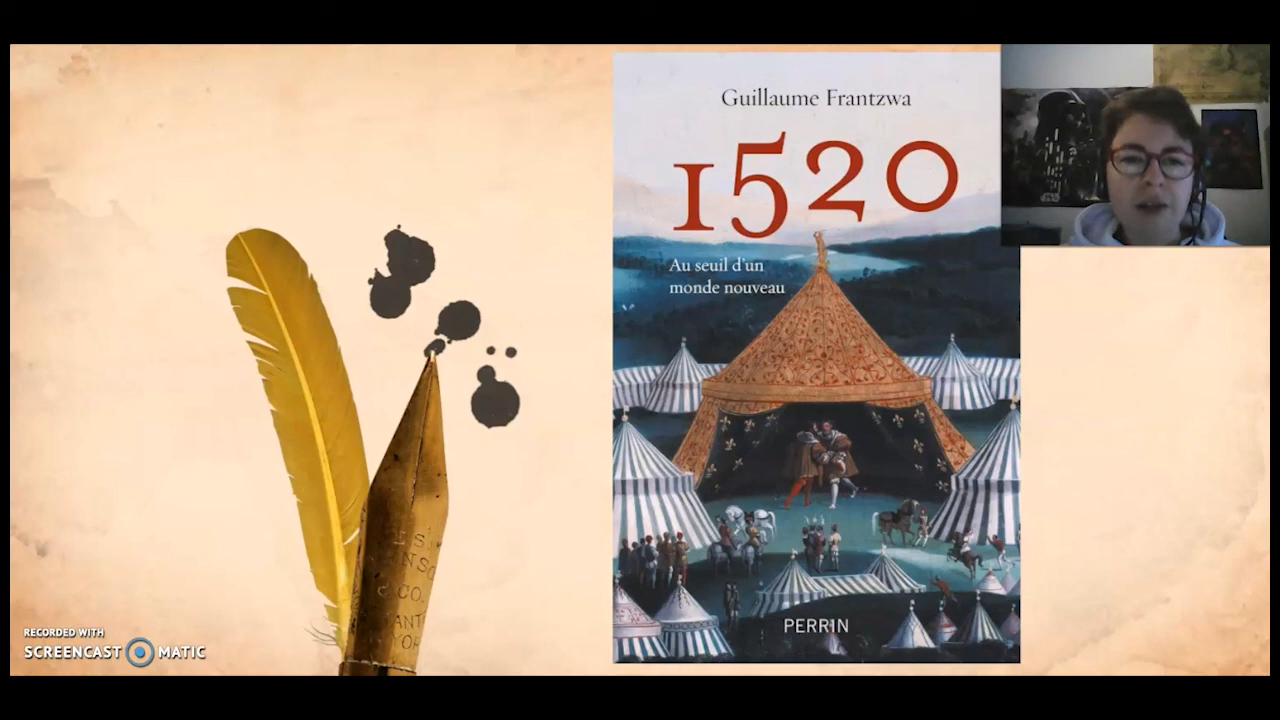 Guillaume Frantzwa
1520
Au seuil d'un
monde nouveau
PERRIN
RECORDED WITH
SCREENCAST MATIC